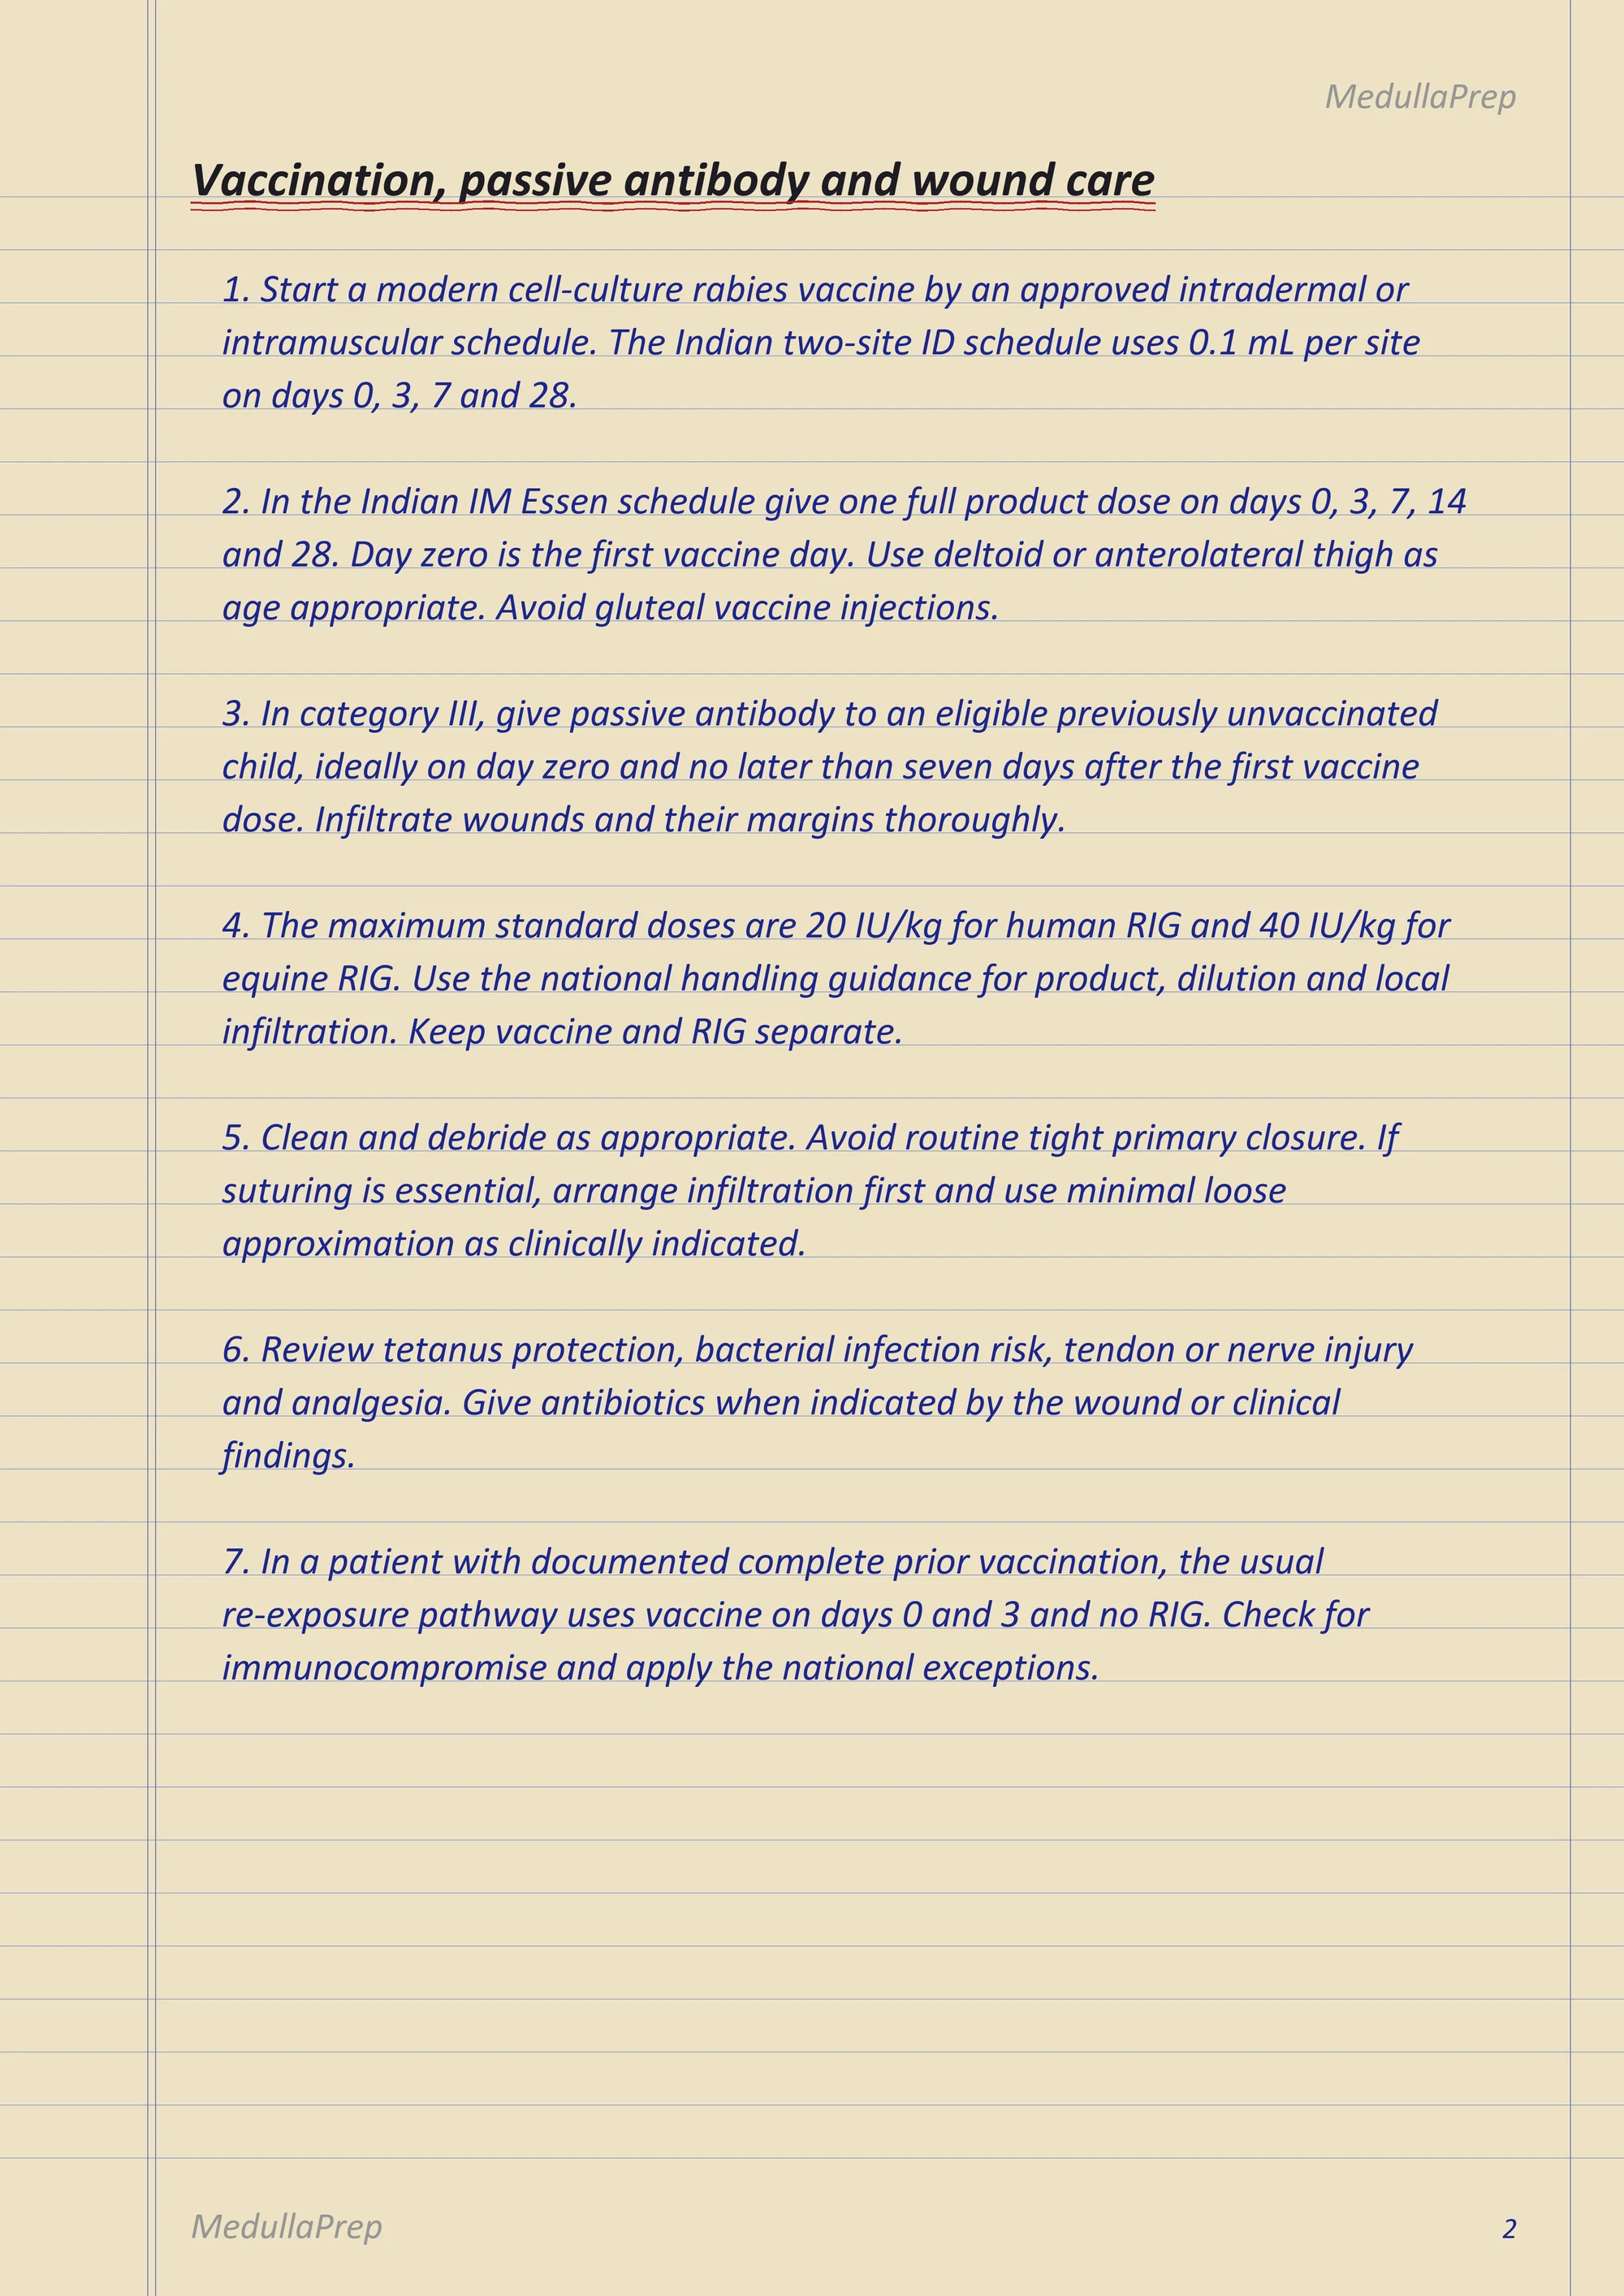 MedullaPrep
Vaccination, passive antibody and wound care
1. Start a modern cell-culture rabies vaccine by an approved intradermal or
intramuscular schedule. The Indian two-site ID schedule uses 0.1 mL per site
on days 0, 3, 7 and 28.
2. In the Indian IM Essen schedule give one full product dose on days 0, 3, 7, 14
and 28. Day zero is the first vaccine day. Use deltoid or anterolateral thigh as
age appropriate. Avoid gluteal vaccine injections.
3. In category III, give passive antibody to an eligible previously unvaccinated
child, ideally on day zero and no later than seven days after the first vaccine
dose. Infiltrate wounds and their margins thoroughly.
4. The maximum standard doses are 20 IU/kg for human RIG and 40 IU/kg for
equine RIG. Use the national handling guidance for product, dilution and local
infiltration. Keep vaccine and RIG separate.
5. Clean and debride as appropriate. Avoid routine tight primary closure. If
suturing is essential, arrange infiltration first and use minimal loose
approximation as clinically indicated.
6. Review tetanus protection, bacterial infection risk, tendon or nerve injury
and analgesia. Give antibiotics when indicated by the wound or clinical
findings.
7. In a patient with documented complete prior vaccination, the usual
re-exposure pathway uses vaccine on days 0 and 3 and no RIG. Check for
immunocompromise and apply the national exceptions.
MedullaPrep
2